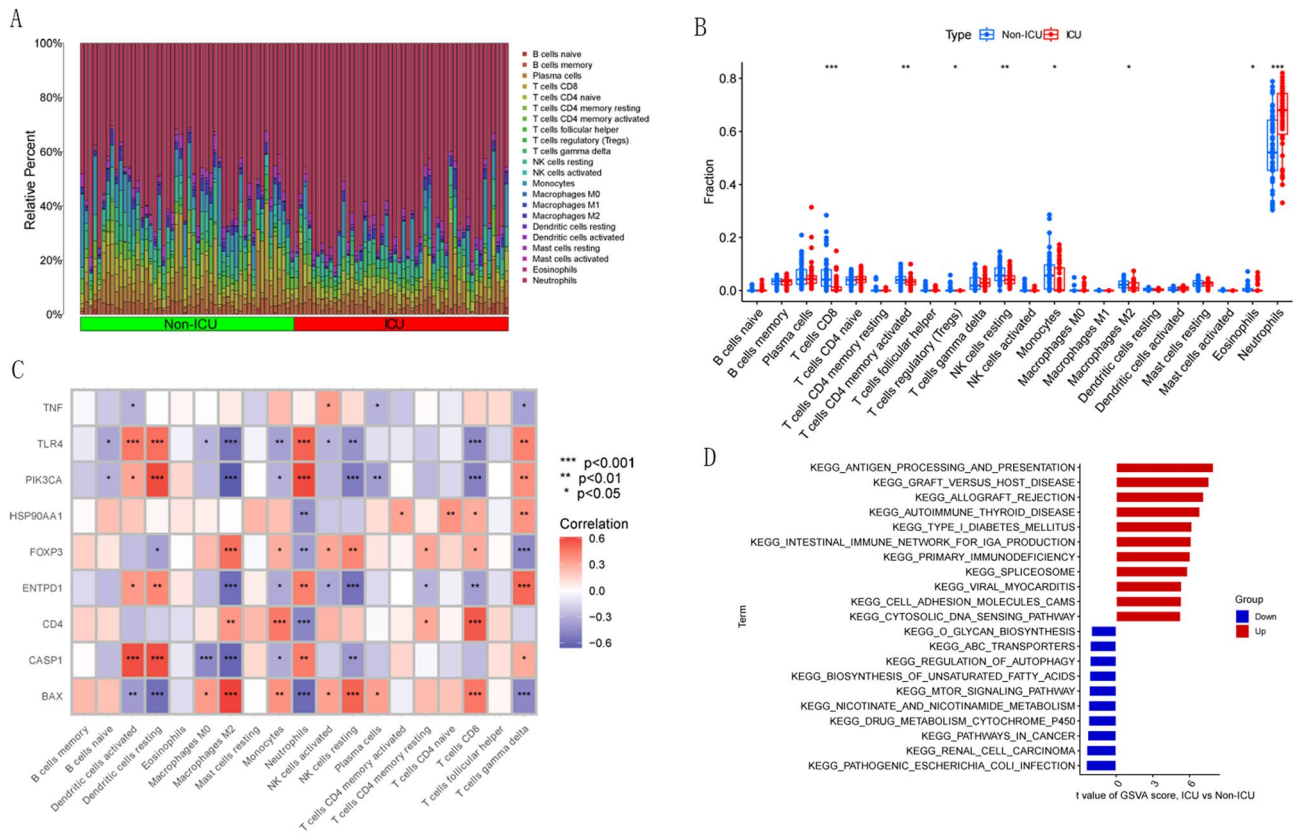 A
100%
80%
60%
40%
20%
0%
Relative Percent
Non-ICU
ICU
B cells naive
B cells memory
Plasma cells
T cells CD8
T cells CD4 naive
T cells CD4 memory resting
T cells CD4 memory activated
T cells follicular helper
T cells regulatory (Tregs)
T cells gamma delta
NK cells resting
NK cells activated
Monocytes
Macrophages M0
Macrophages M1
Macrophages M2
Dendritic cells resting
Dendritic cells activated
Mast cells resting
Mast cells activated
Eosinophils
Neutrophils
B
Type Non-ICU ICU
*** ** * ** * * * ***
0.8
0.6
0.4
0.2
0.0
Fraction
B cells naive
B cells memory
Plasma cells
T cells CD8
T cells CD4 naive
T cells CD4 memory resting
T cells CD4 memory activated
T cells follicular helper
T cells regulatory (Tregs)
T cells gamma delta
NK cells resting
NK cells activated
Monocytes
Macrophages M0
Macrophages M1
Macrophages M2
Dendritic cells resting
Dendritic cells activated
Mast cells resting
Mast cells activated
Eosinophils
Neutrophils
C
TNF * * * *
TLR4 * *** *** * *** ** *** * ** *** **
PIK3CA * * *** *** * *** *** ** *** **
HSP90AA1 ** * ** * **
FOXP3 * *** * ** * ** * * ***
ENTPD1 * ** *** * ** * *** * ** ***
CD4 ** *** *** * ***
CASP1 *** *** *** *** * ** ** *
BAX ** *** * *** ** *** * *** * *** ***
B cells memory
B cells naive
Dendritic cells activated
Dendritic cells resting
Eosinophils
Macrophages M0
Macrophages M2
Mast cells resting
Monocytes
Neutrophils
NK cells activated
NK cells resting
Plasma cells
T cells CD4 memory activated
T cells CD4 memory resting
T cells CD4 naive
T cells CD8
T cells follicular helper
T cells gamma delta
*** p<0.001
** p<0.01
* p<0.05
Correlation
0.6
0.3
0.0
−0.3
−0.6
D
Term
KEGG_ANTIGEN_PROCESSING_AND_PRESENTATION
KEGG_GRAFT_VERSUS_HOST_DISEASE
KEGG_ALLOGRAFT_REJECTION
KEGG_AUTOIMMUNE_THYROID_DISEASE
KEGG_TYPE_I_DIABETES_MELLITUS
KEGG_INTESTINAL_IMMUNE_NETWORK_FOR_IGA_PRODUCTION
KEGG_PRIMARY_IMMUNODEFICIENCY
KEGG_SPLICEOSOME
KEGG_VIRAL_MYOCARDITIS
KEGG_CELL_ADHESION_MOLECULES_CAMS
KEGG_CYTOSOLIC_DNA_SENSING_PATHWAY
KEGG_O_GLYCAN_BIOSYNTHESIS
KEGG_ABC_TRANSPORTERS
KEGG_REGULATION_OF_AUTOPHAGY
KEGG_BIOSYNTHESIS_OF_UNSATURATED_FATTY_ACIDS
KEGG_MTOR_SIGNALING_PATHWAY
KEGG_NICOTINATE_AND_NICOTINAMIDE_METABOLISM
KEGG_DRUG_METABOLISM_CYTOCHROME_P450
KEGG_PATHWAYS_IN_CANCER
KEGG_RENAL_CELL_CARCINOMA
KEGG_PATHOGENIC_ESCHERICHIA_COLI_INFECTION
0 3 6
t value of GSVA score, ICU vs Non-ICU
Group
Down
Up